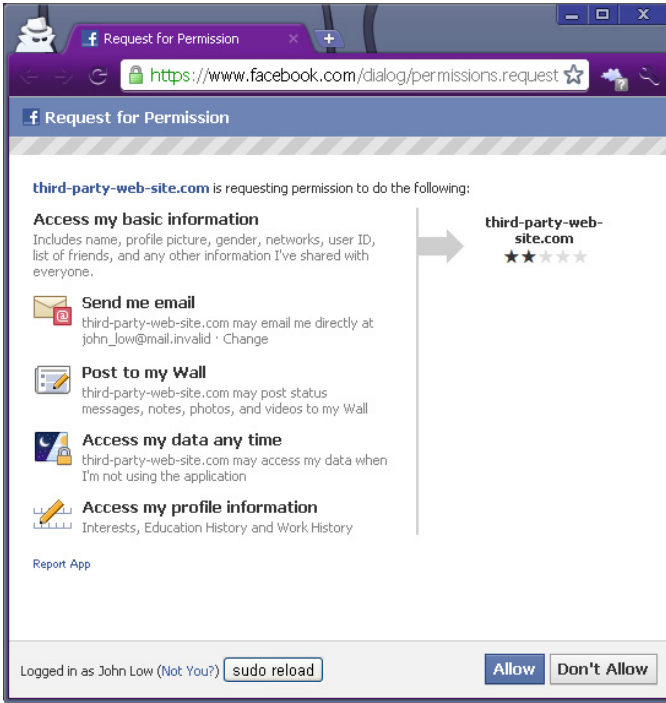 Request for Permission
https://www.facebook.com/dialog/permissions.request
Request for Permission
third-party-web-site.com is requesting permission to do the following:
Access my basic information
Includes name, profile picture, gender, networks, user ID,
list of friends, and any other information I've shared with
everyone.
Send me email
third-party-web-site.com may email me directly at
john_low@mail.invalid · Change
Post to my Wall
third-party-web-site.com may post status
messages, notes, photos, and videos to my Wall
Access my data any time
third-party-web-site.com may access my data when
I'm not using the application
Access my profile information
Interests, Education History and Work History
Report App
third-party-web-
site.com
Logged in as John Low (Not You?) sudo reload
Allow Don't Allow